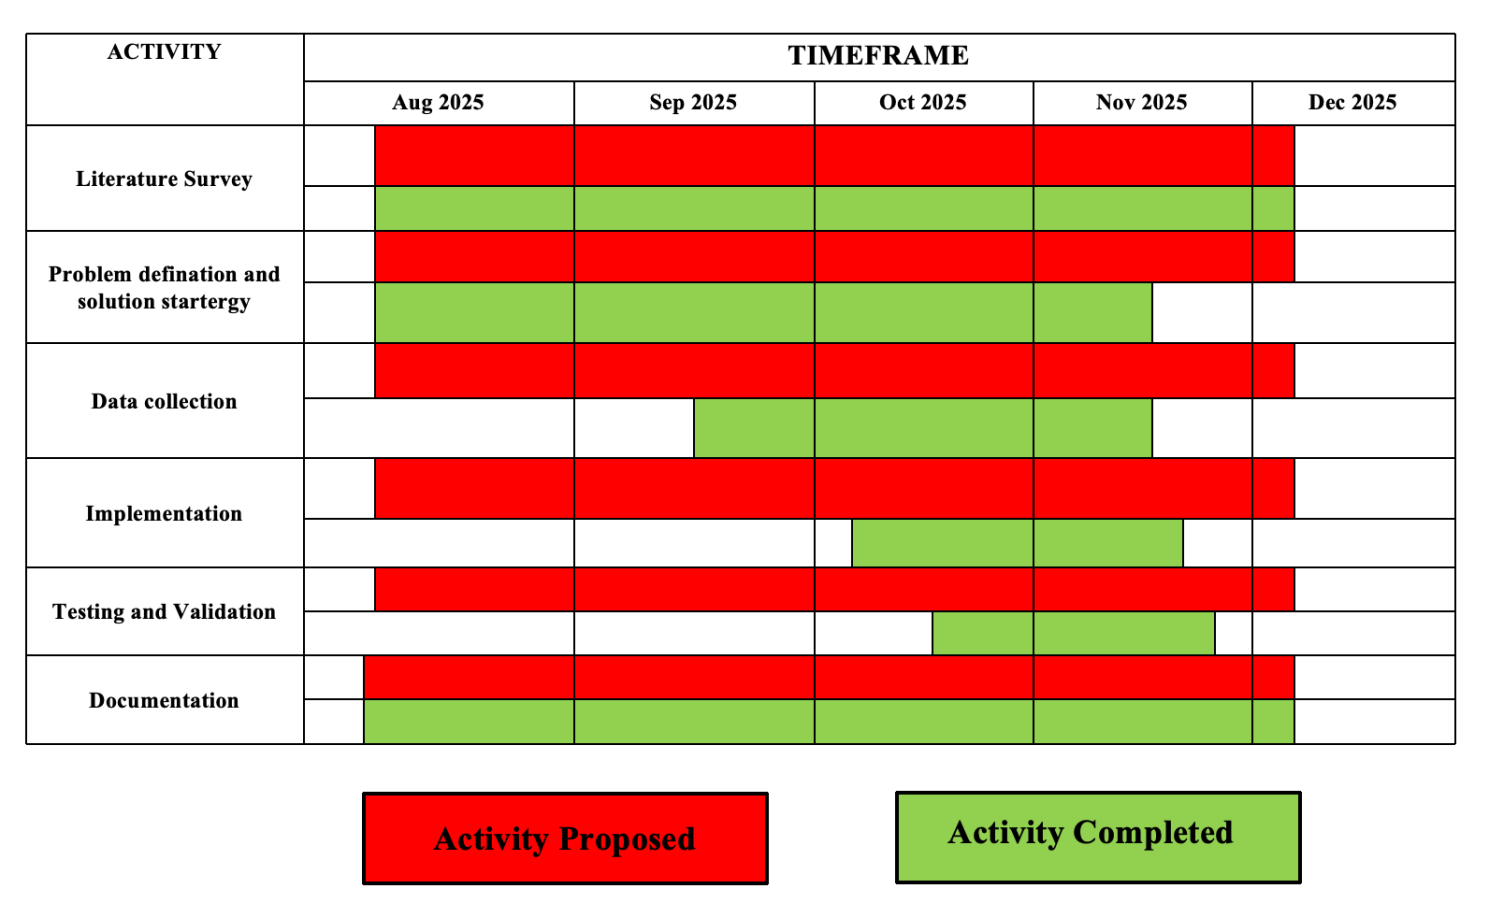 ACTIVITY
TIMEFRAME
Aug 2025
Sep 2025
Oct 2025
Nov 2025
Dec 2025
Literature Survey
Problem defination and
solution startergy
Data collection
Implementation
Testing and Validation
Documentation
Activity Proposed
Activity Completed